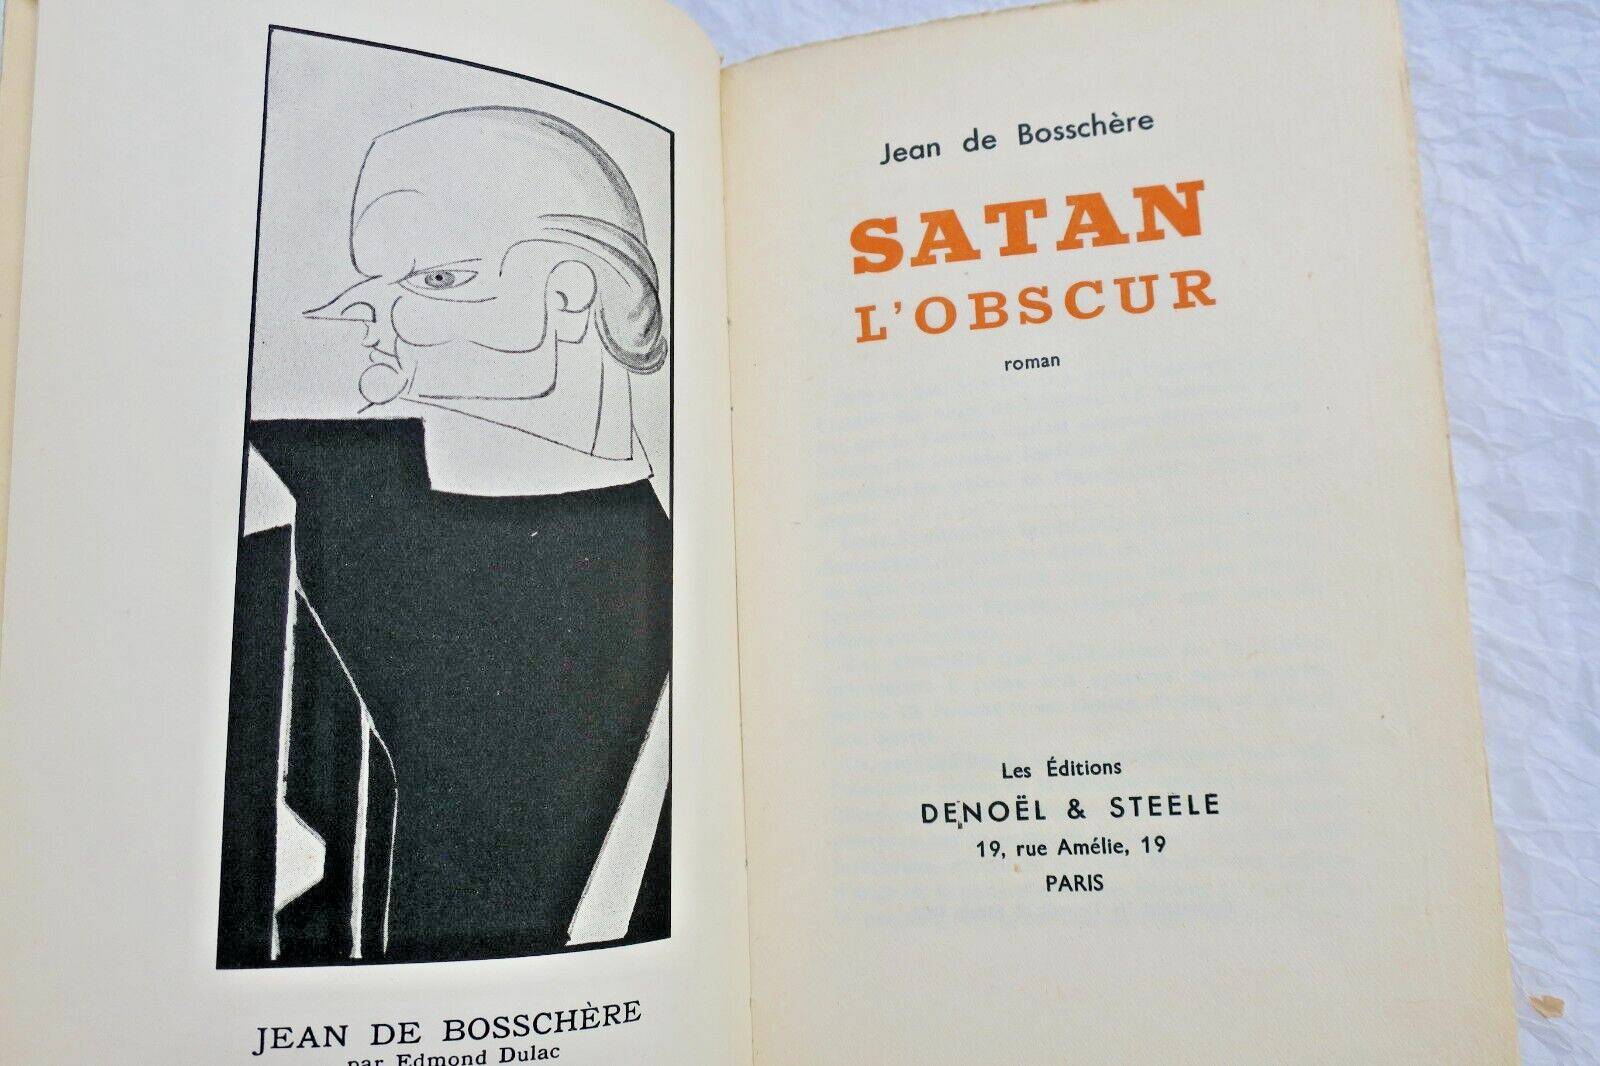 JEAN DE BOSSCHÈRE
par Edmond Dulac
Jean de Bosschère
SATAN
L'OBSCUR
roman
Les Éditions
DENOËL & STEELE
19, rue Amélie, 19
PARIS